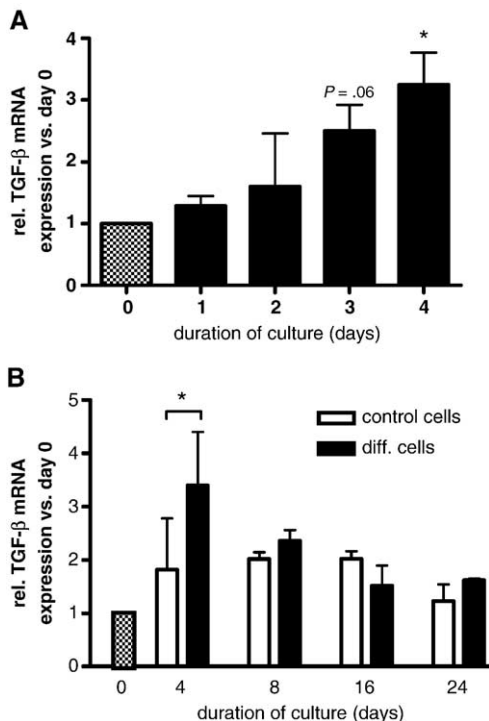 A
rel. TGF-β mRNA
expression vs. day 0
4
3
2
1
0
P = .06
*
0 1 2 3 4
duration of culture (days)
B
rel. TGF-β mRNA
expression vs. day 0
5
4
3
2
1
0
*
control cells
diff. cells
0 4 8 16 24
duration of culture (days)